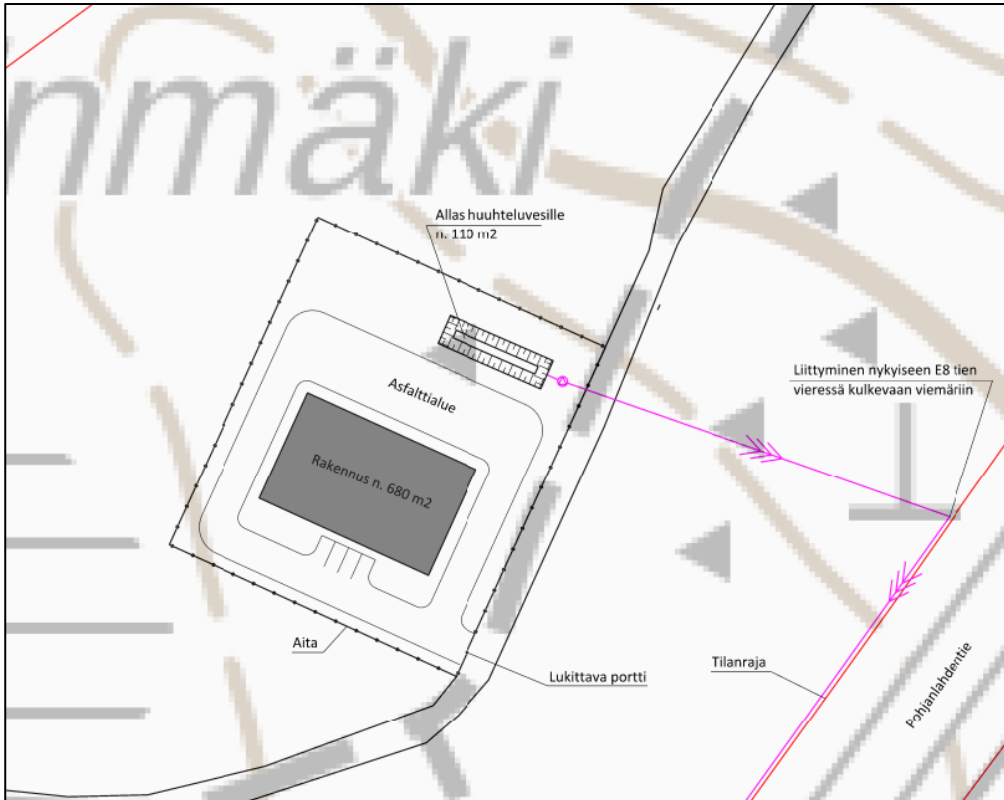 nmäki
Allas huuhteluvesille
n. 110 m2
Liittyminen nykyiseen E8 tien
vieressä kulkevaan viemäriin
Asfalttialue
Rakennus n. 680 m2
Aita
Lukittava portti
Tilanraja
Pohjanlahdentie